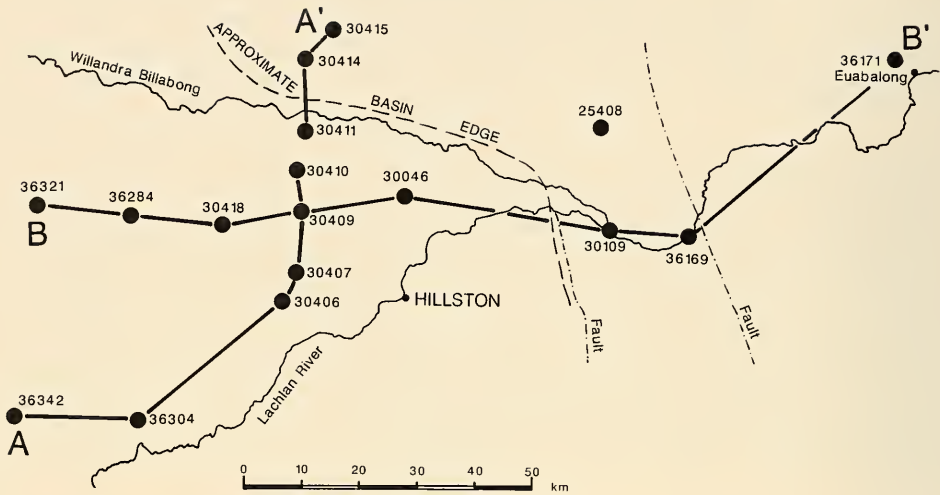 A'
30415
B'
APPROXIMATE
30414
36171
Euabalong
Willandra Billabong
BASIN
25408
EDGE
30411
30410
36321
36284
30418
30046
B
30409
30109
36169
30407
30406
HILLSTON
Fault
Fault
Lachlan River
36342
36304
A
0 10 20 30 40 50
km